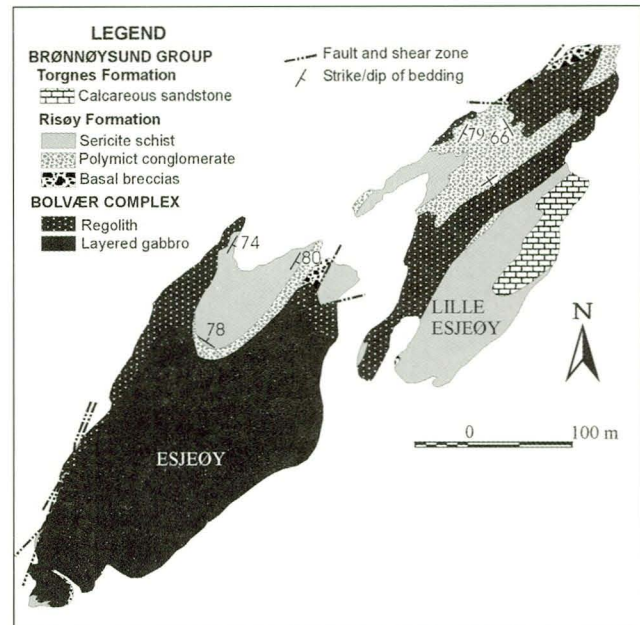 LEGEND
BRØNNØYSUND GROUP
Torgnes Formation
Calcareous sandstone
Risøy Formation
Sericite schist
Polymict conglomerate
Basal breccias
BOLVÆR COMPLEX
Regolith
Layered gabbro
Fault and shear zone
Strike/dip of bedding
79
66
74
80
78
LILLE
ESJEØY
N
ESJEØY
0 100 m